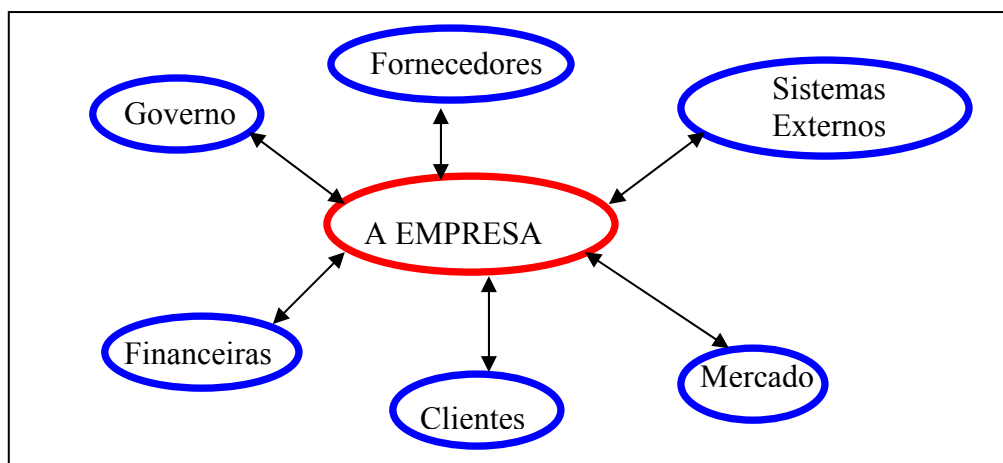 Fornecedores
Governo
Sistemas
Externos
A EMPRESA
Financeiras
Clientes
Mercado